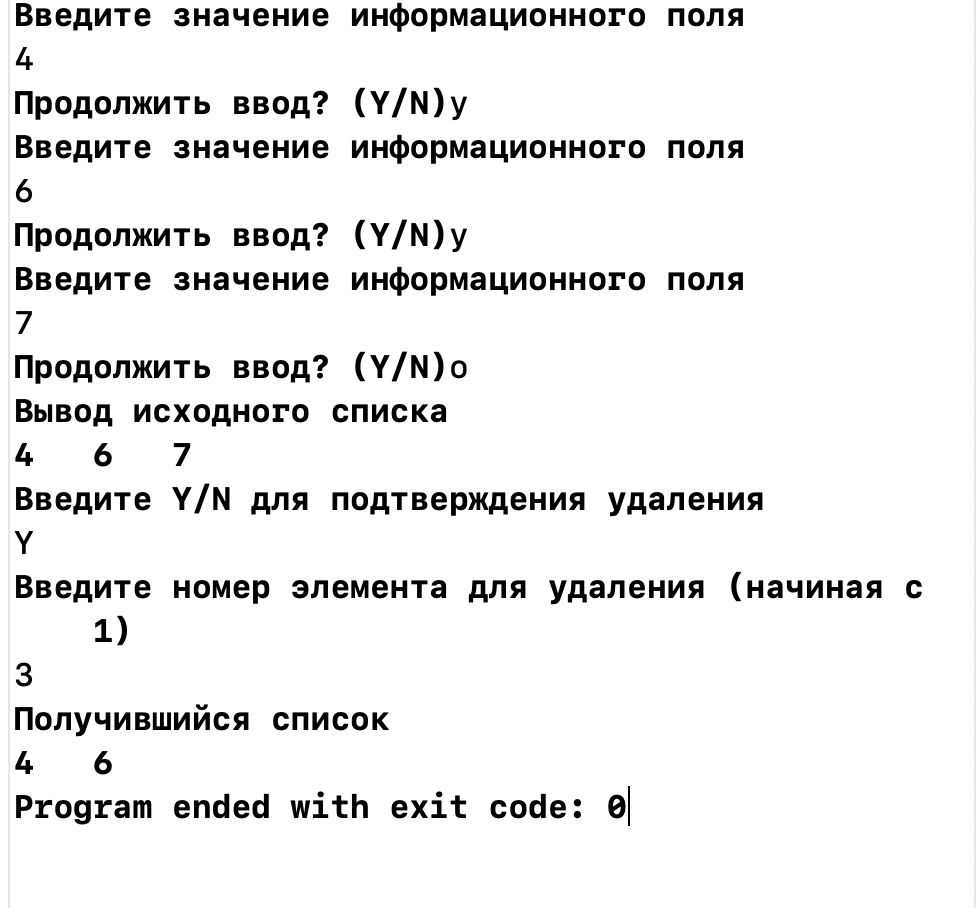 Введите значение информационного поля
4
Продолжить ввод? (Y/N)y
Введите значение информационного поля
6
Продолжить ввод? (Y/N)y
Введите значение информационного поля
7
Продолжить ввод? (Y/N)o
Вывод исходного списка
4   6   7
Введите Y/N для подтверждения удаления
Y
Введите номер элемента для удаления (начиная с
    1)
3
Получившийся список
4   6
Program ended with exit code: 0